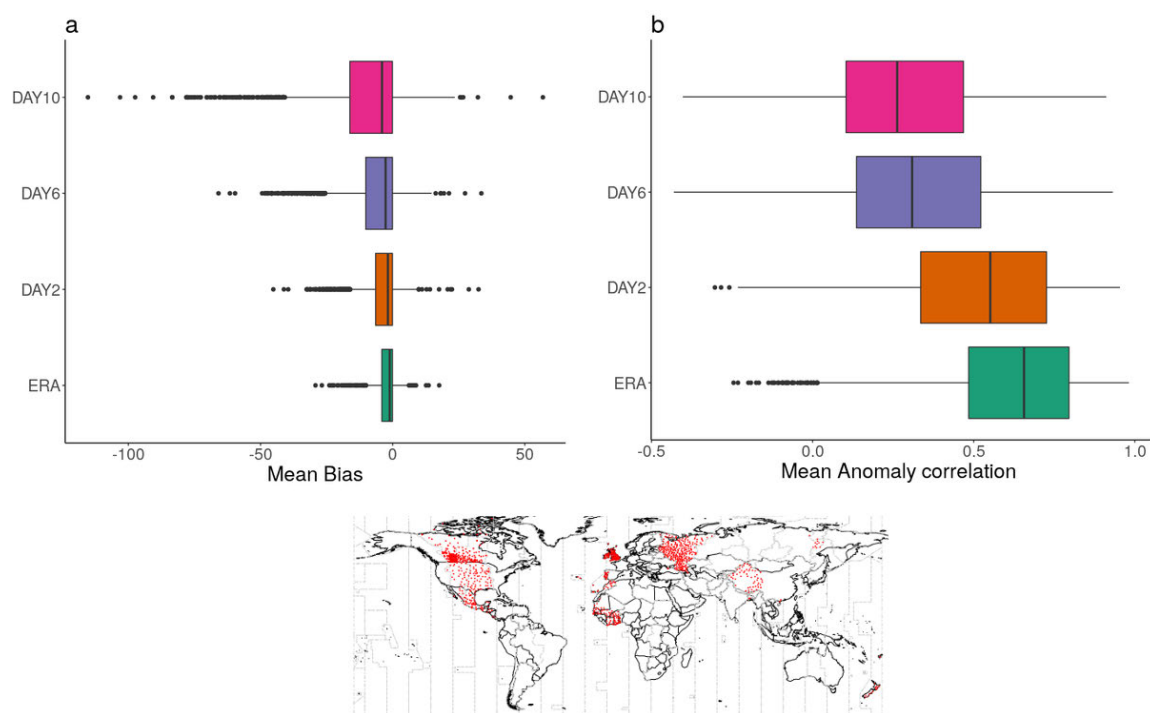 a
DAY10
DAY6
DAY2
ERA
-100
-50
0
50
Mean Bias
b
DAY10
DAY6
DAY2
ERA
-0.5
0.0
0.5
1.0
Mean Anomaly correlation